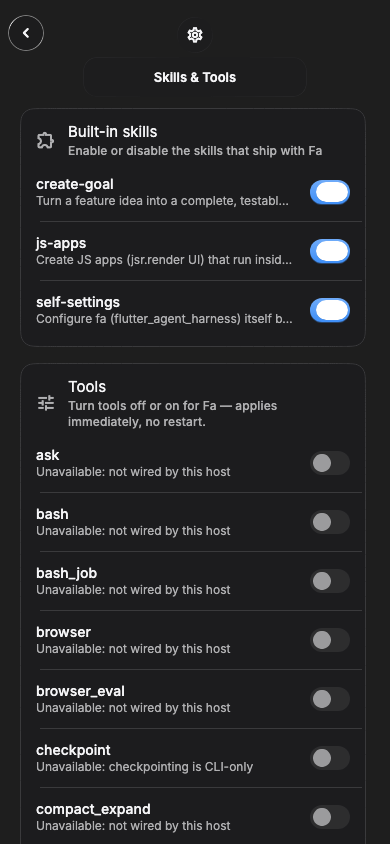 Skills & Tools
Built-in skills
Enable or disable the skills that ship with Fa
create-goal
Turn a feature idea into a complete, testabl...
js-apps
Create JS apps (jsr.render UI) that run insid...
self-settings
Configure fa (flutter_agent_harness) itself b...
Tools
Turn tools off or on for Fa — applies
immediately, no restart.
ask
Unavailable: not wired by this host
bash
Unavailable: not wired by this host
bash_job
Unavailable: not wired by this host
browser
Unavailable: not wired by this host
browser_eval
Unavailable: not wired by this host
checkpoint
Unavailable: checkpointing is CLI-only
compact_expand
Unavailable: not wired by this host